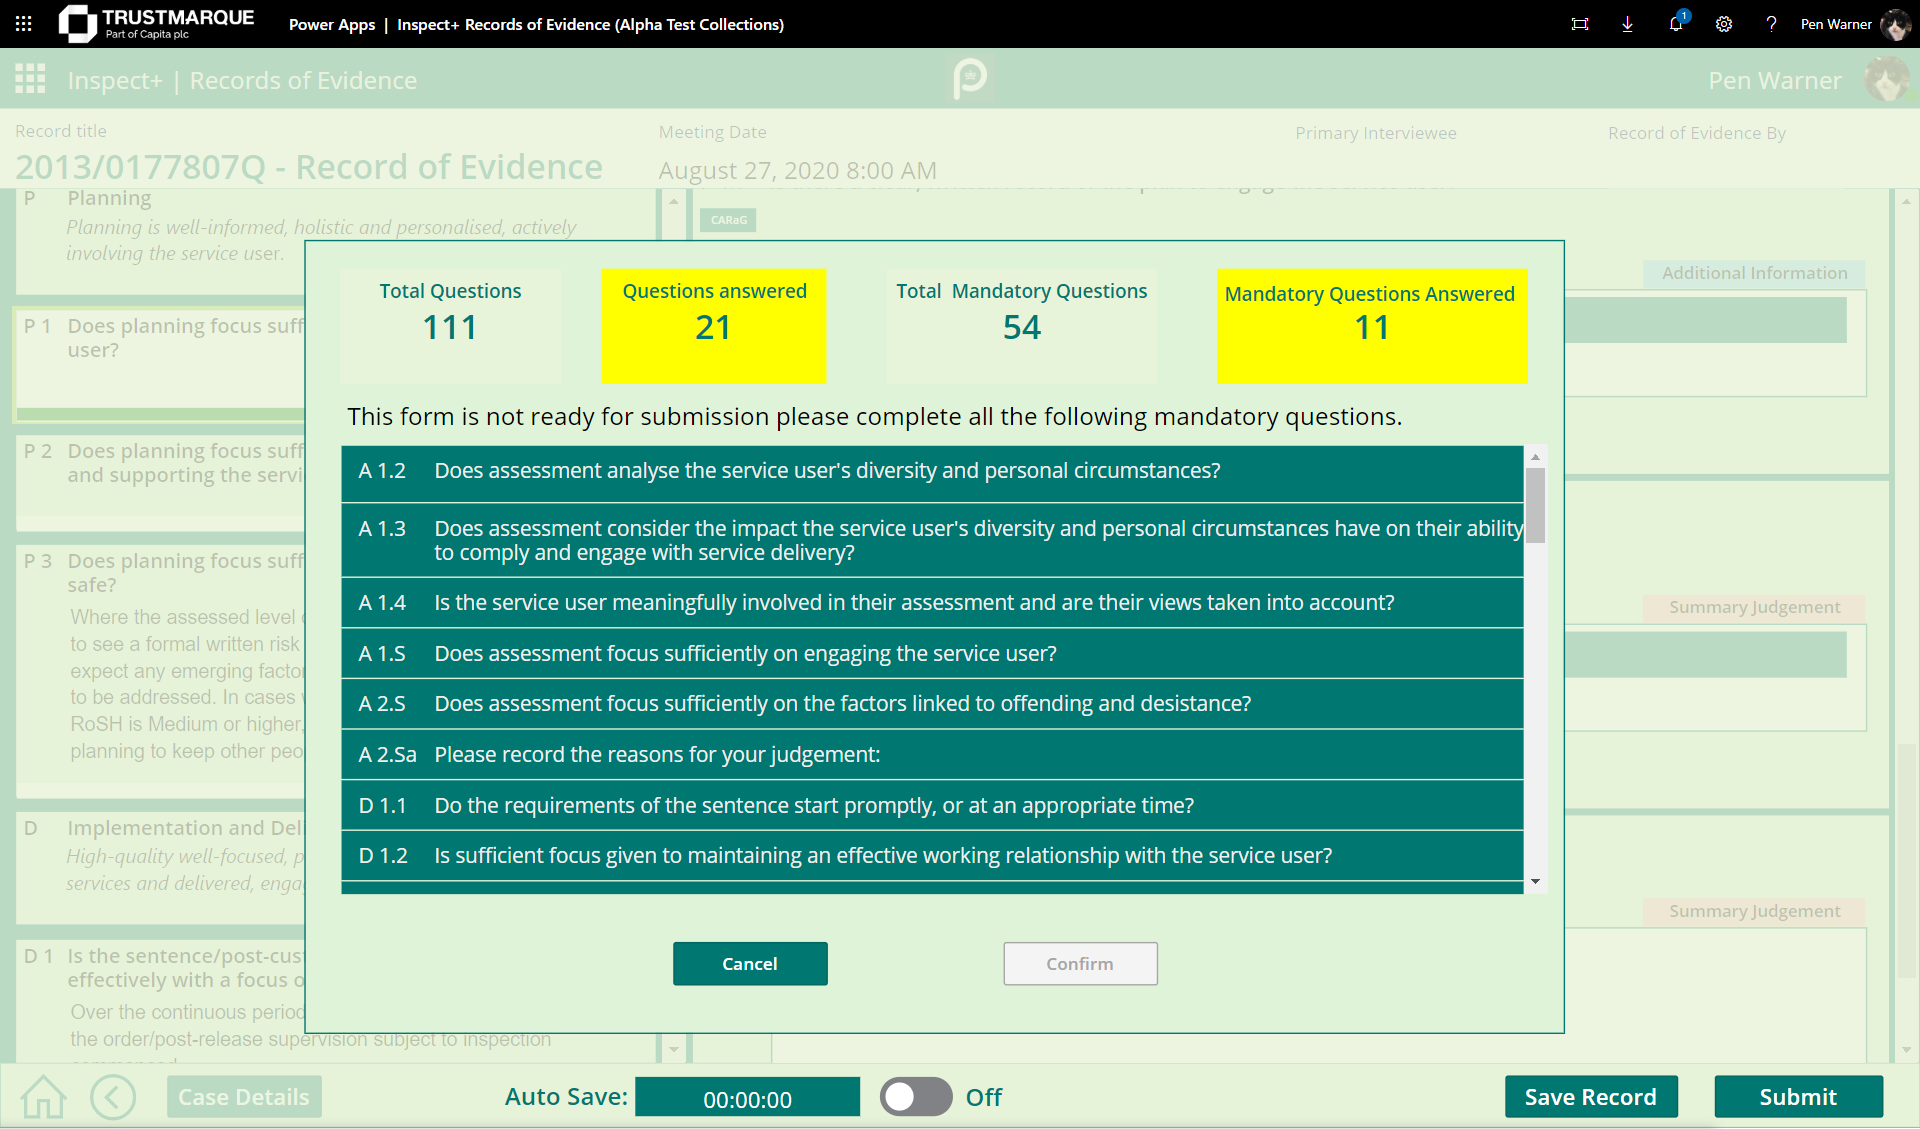 TRUSTMARQUE
Part of Capita plc
Power Apps | Inspect+ Records of Evidence (Alpha Test Collections)
1
?
Pen Warner
Inspect+ | Records of Evidence
Pen Warner
Record title
Meeting Date
Primary Interviewee
Record of Evidence By
2013/0177807Q - Record of Evidence
August 27, 2020 8:00 AM
P Planning
Planning is well-informed, holistic and personalised, actively
involving the service user.
CARaG
Additional Information
P 1 Does planning focus suff
user?
P 2 Does planning focus suff
and supporting the servi
P 3 Does planning focus suff
safe?
Where the assessed level
to see a formal written risk
expect any emerging factor
to be addressed. In cases
RoSH is Medium or higher,
planning to keep other peo
Summary Judgement
D Implementation and Deli
High-quality well-focused, p
services and delivered, enga
Summary Judgement
D 1 Is the sentence/post-cus
effectively with a focus o
Over the continuous period
the order/post-release supervision subject to inspection
Total Questions
111
Questions answered
21
Total Mandatory Questions
54
Mandatory Questions Answered
11
This form is not ready for submission please complete all the following mandatory questions.
A 1.2 Does assessment analyse the service user's diversity and personal circumstances?
A 1.3 Does assessment consider the impact the service user's diversity and personal circumstances have on their ability
to comply and engage with service delivery?
A 1.4 Is the service user meaningfully involved in their assessment and are their views taken into account?
A 1.S Does assessment focus sufficiently on engaging the service user?
A 2.S Does assessment focus sufficiently on the factors linked to offending and desistance?
A 2.Sa Please record the reasons for your judgement:
D 1.1 Do the requirements of the sentence start promptly, or at an appropriate time?
D 1.2 Is sufficient focus given to maintaining an effective working relationship with the service user?
Cancel
Confirm
Case Details
Auto Save: 00:00:00 Off
Save Record
Submit